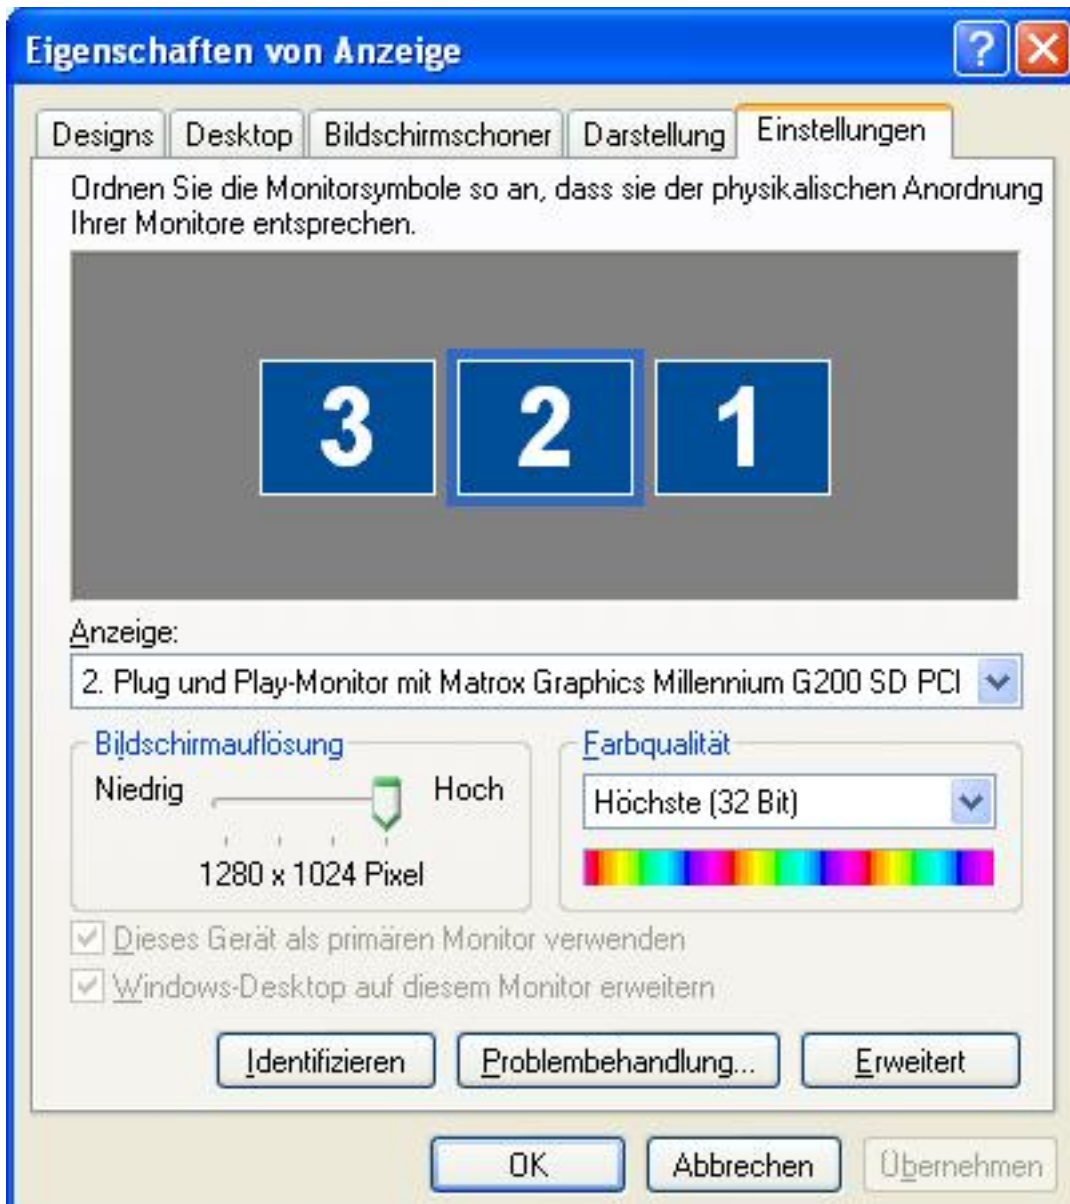 Eigenschaften von Anzeige
Designs Desktop Bildschirmschoner Darstellung Einstellungen
Ordnen Sie die Monitorsymbole so an, dass sie der physikalischen Anordnung
Ihrer Monitore entsprechen.
3 2 1
Anzeige:
2. Plug und Play-Monitor mit Matrox Graphics Millennium G200 SD PCI
Bildschirmauflösung Farbqualität
Niedrig Hoch Höchste (32 Bit)
1280 x 1024 Pixel
Dieses Gerät als primären Monitor verwenden
Windows-Desktop auf diesem Monitor erweitern
Identifizieren Problembehandlung... Erweitert
OK Abbrechen Übernehmen